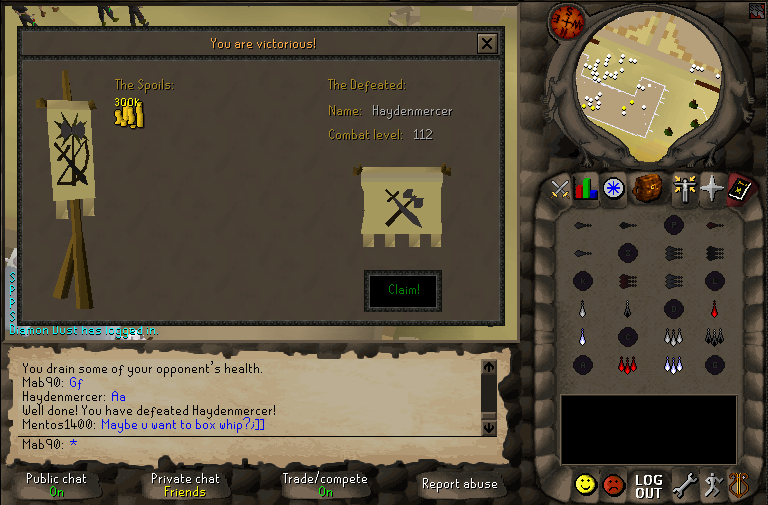 You are victorious!
The Spoils:
300K
The Defeated:
Name: Haydenmercer
Combat level: 112
Claim!
Diamon Dust has logged in.
You drain some of your opponent's health.
Mab90: Gf
Haydenmercer: Aa
Well done! You have defeated Haydenmercer!
Mentos1400: Maybe u want to box whip?;]]
Mab90: *
Public chat
On
Private chat
Friends
Trade/compete
On
Report abuse
LOG
OUT